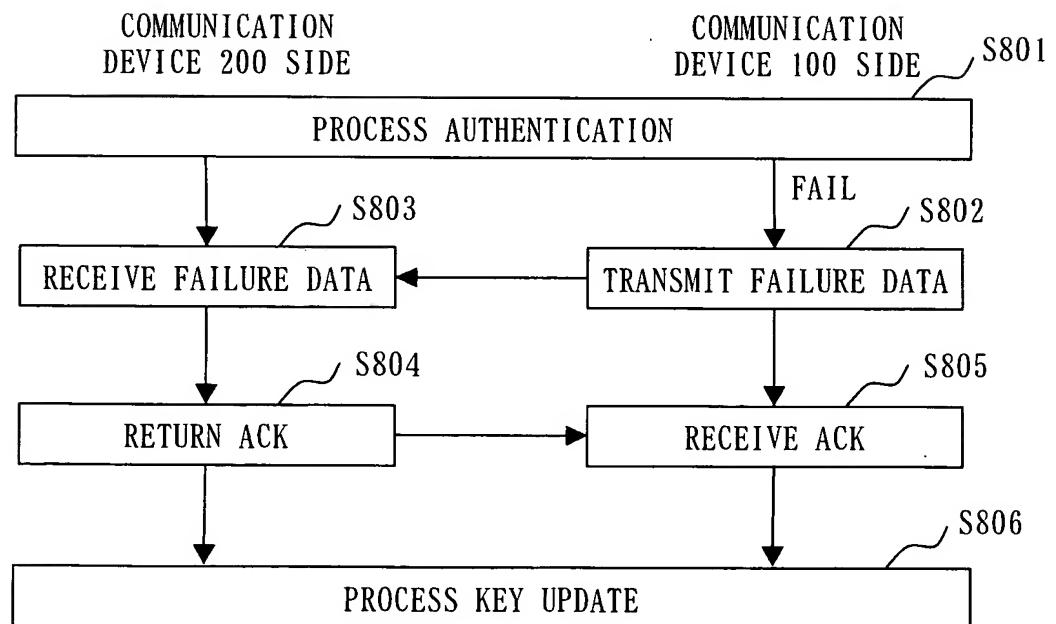 COMMUNICATION
DEVICE 200 SIDE
COMMUNICATION
DEVICE 100 SIDE
S801
PROCESS AUTHENTICATION
FAIL
S803
S802
RECEIVE FAILURE DATA
TRANSMIT FAILURE DATA
S804
S805
RETURN ACK
RECEIVE ACK
S806
PROCESS KEY UPDATE